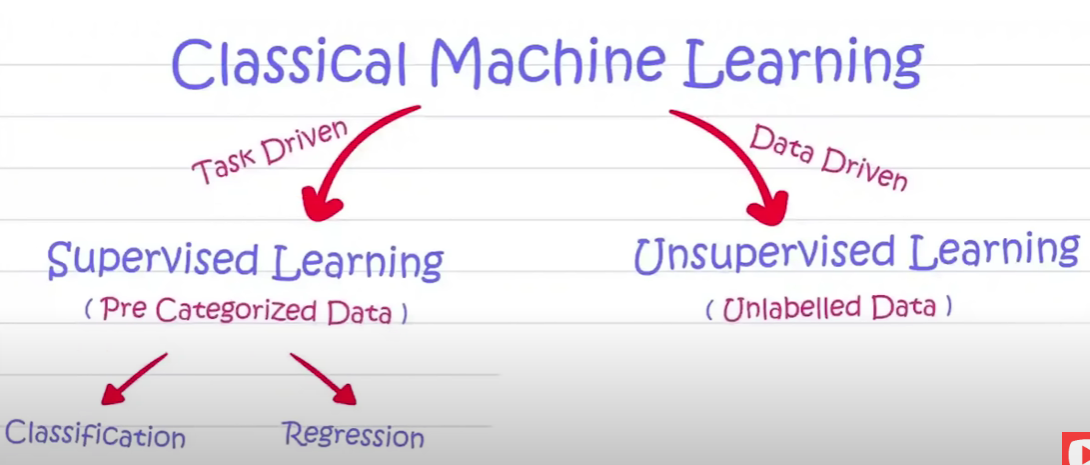 Classical Machine Learning
Task Driven
Data Driven
Supervised Learning
Unsupervised Learning
( Pre Categorized Data )
( Unlabelled Data )
Classification
Regression